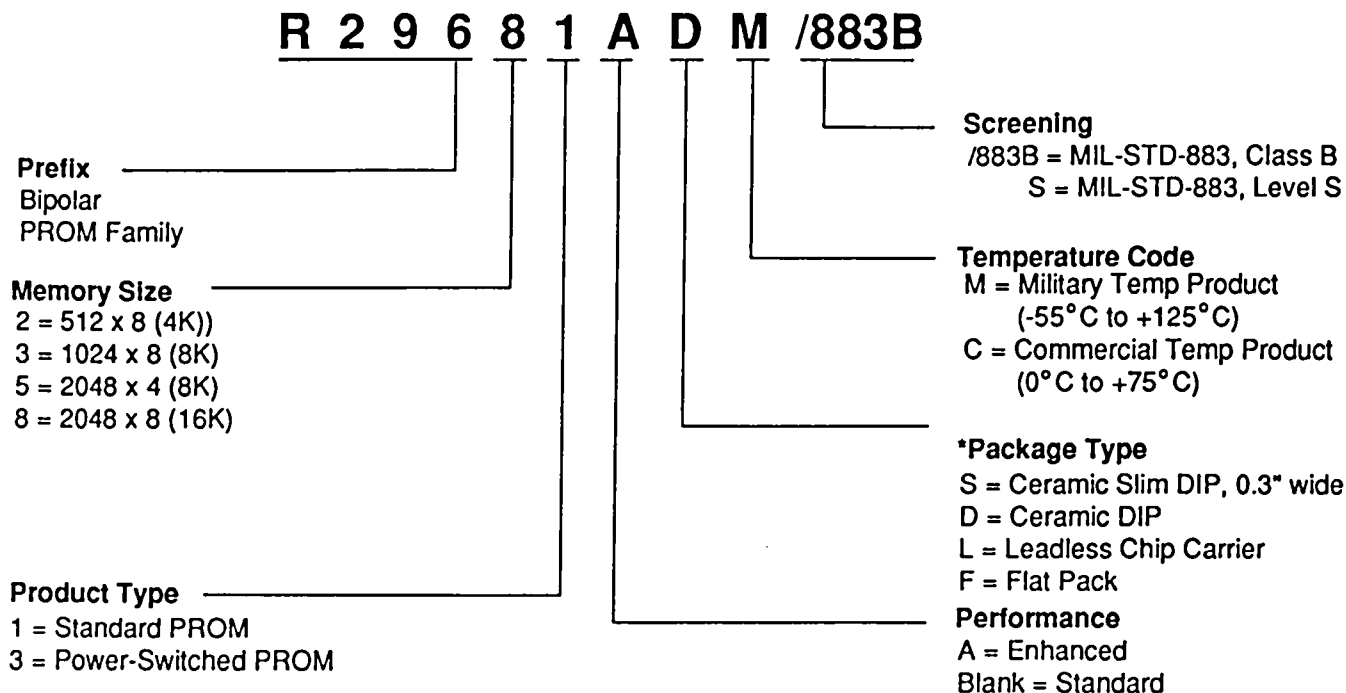 R 2 9 6 8 1 A D M /883B
Prefix
Bipolar
PROM Family
Memory Size
2 = 512 x 8 (4K))
3 = 1024 x 8 (8K)
5 = 2048 x 4 (8K)
8 = 2048 x 8 (16K)
Product Type
1 = Standard PROM
3 = Power-Switched PROM
Screening
/883B = MIL-STD-883, Class B
S = MIL-STD-883, Level S
Temperature Code
M = Military Temp Product
(-55°C to +125°C)
C = Commercial Temp Product
(0°C to +75°C)
*Package Type
S = Ceramic Slim DIP, 0.3" wide
D = Ceramic DIP
L = Leadless Chip Carrier
F = Flat Pack
Performance
A = Enhanced
Blank = Standard